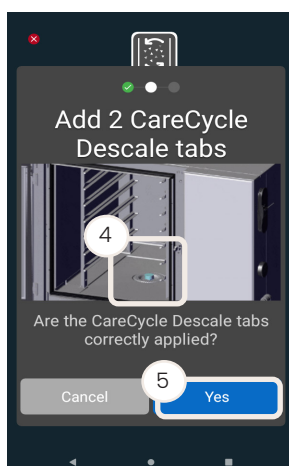 Add 2 CareCycle
Descale tabs
4
Are the CareCycle Descale tabs
correctly applied?
5
Cancel
Yes